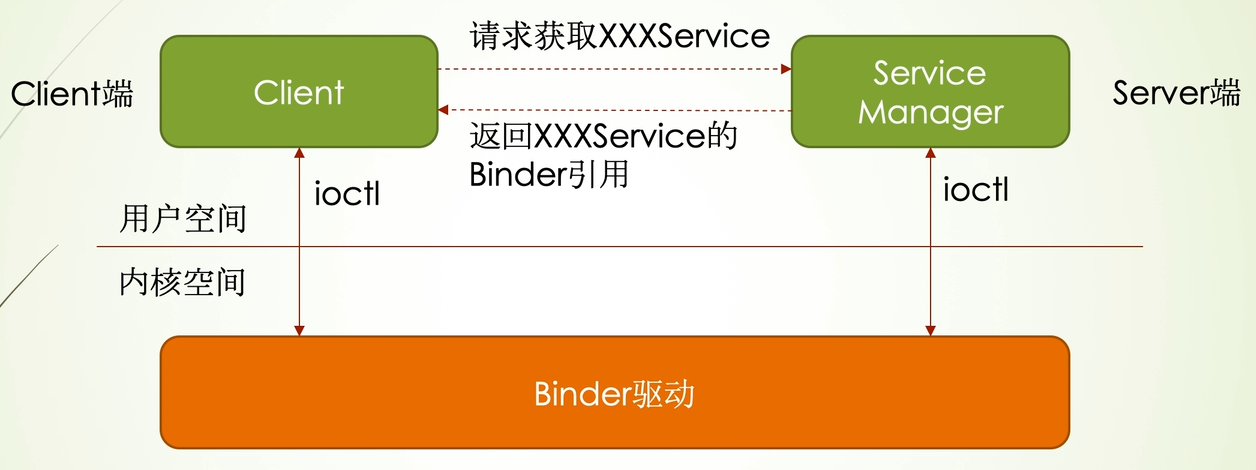 请求获取XXXService
Client端
Client
Service
Manager
Server端
返回XXXService的
Binder引用
ioctl
ioctl
用户空间
内核空间
Binder驱动